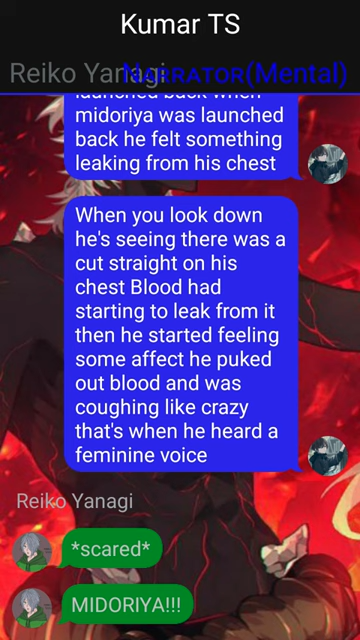 Kumar TS
Reiko Yanagi
Narrator(Mental)
launched back when
midoriya was launched
back he felt something
leaking from his chest
When you look down
he's seeing there was a
cut straight on his
chest Blood had
starting to leak from it
then he started feeling
some affect he puked
out blood and was
coughing like crazy
that's when he heard a
feminine voice
Reiko Yanagi
*scared*
MIDORIYA!!!